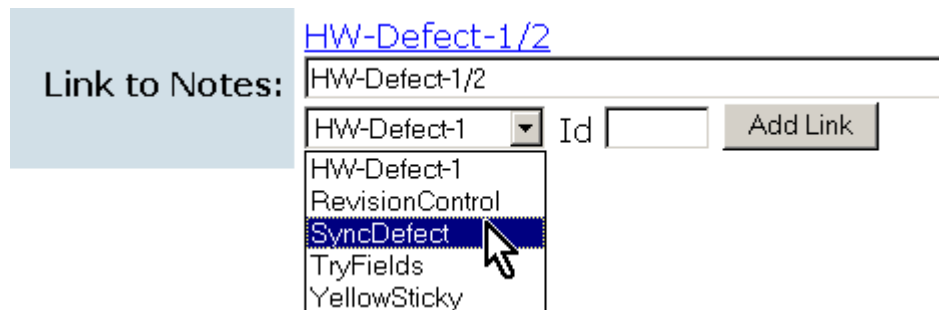 HW-Defect-1/2
Link to Notes:
HW-Defect-1/2
HW-Defect-1 Id Add Link
HW-Defect-1
RevisionControl
SyncDefect
TryFields
YellowSticky